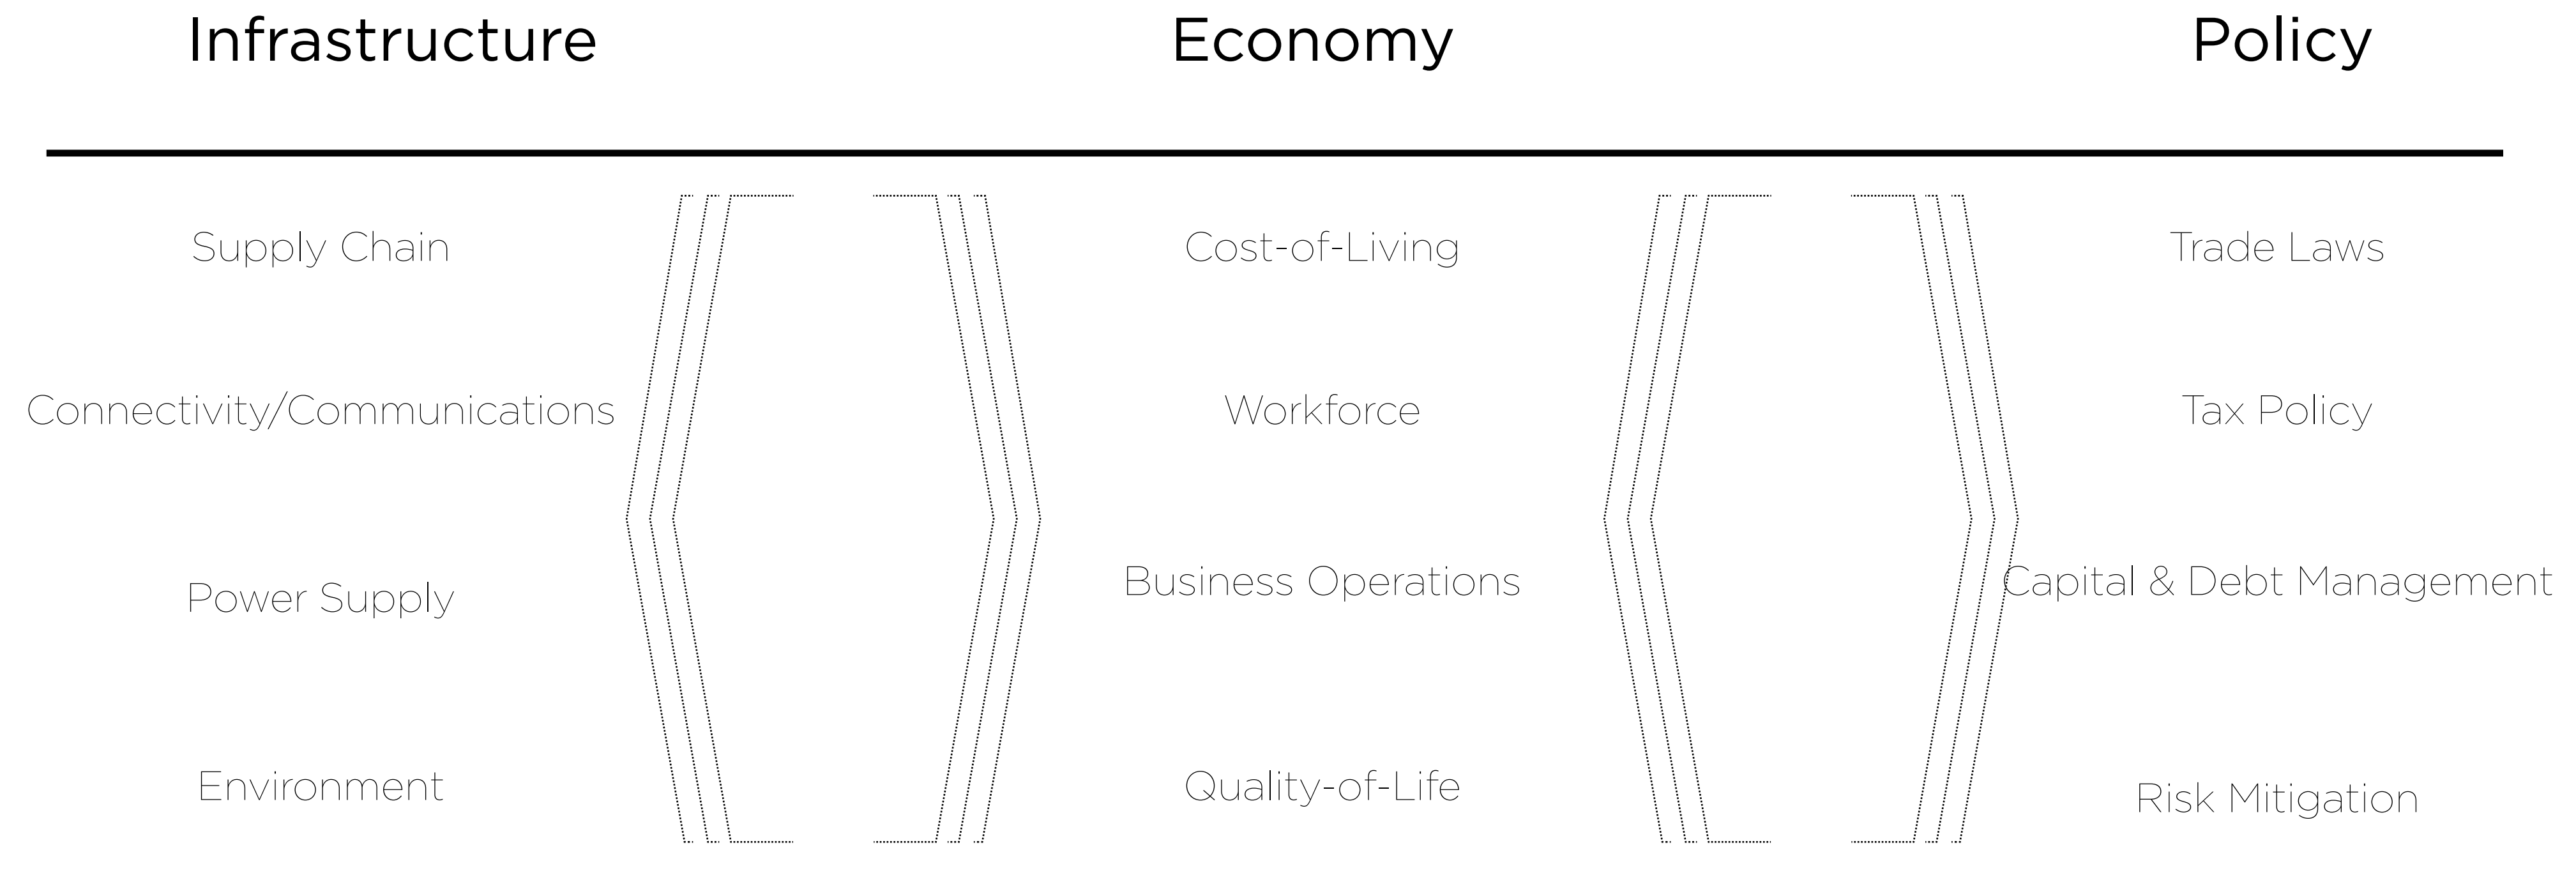 Infrastructure
Economy
Policy
Supply Chain
Cost-of-Living
Trade Laws
Connectivity/Communications
Workforce
Tax Policy
Power Supply
Business Operations
Capital & Debt Management
Environment
Quality-of-Life
Risk Mitigation